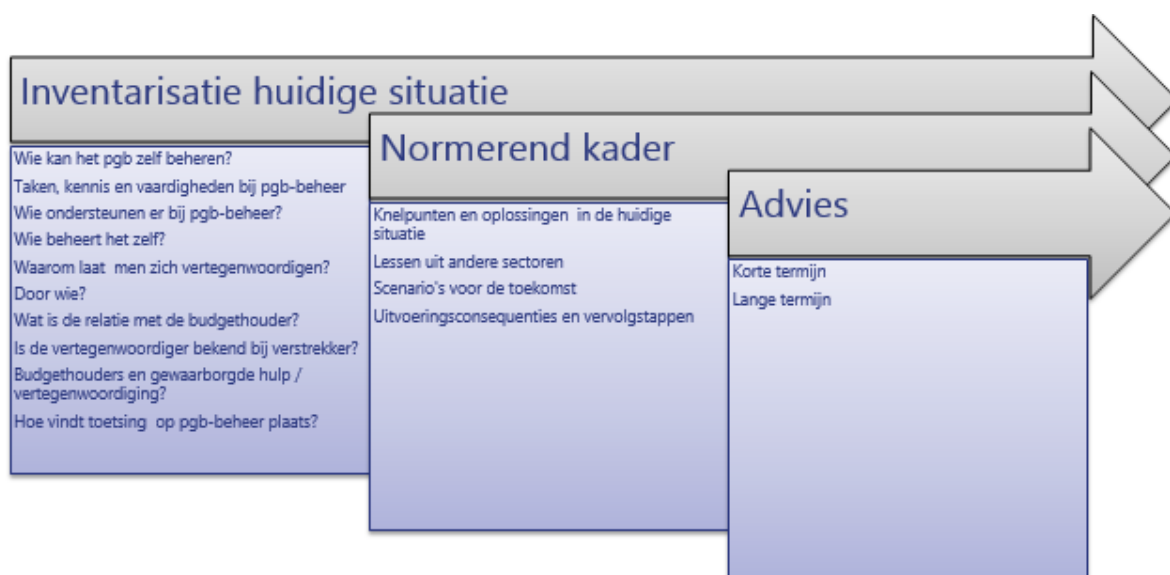 Inventarisatie huidige situatie
Wie kan het pgb zelf beheren?
Taken, kennis en vaardigheden bij pgb-beheer
Wie ondersteunen er bij pgb-beheer?
Wie beheert het zelf?
Waarom laat men zich vertegenwoordigen?
Door wie?
Wat is de relatie met de budgethouder?
Is de vertegenwoordiger bekend bij verstrekker?
Budgethouders en gewaarborgde hulp /
vertegenwoordiging?
Hoe vindt toetsing op pgb-beheer plaats?
Normerend kader
Knelpunten en oplossingen in de huidige
situatie
Lessen uit andere sectoren
Scenario's voor de toekomst
Uitvoeringsconsequenties en vervolgstappen
Advies
Korte termijn
Lange termijn